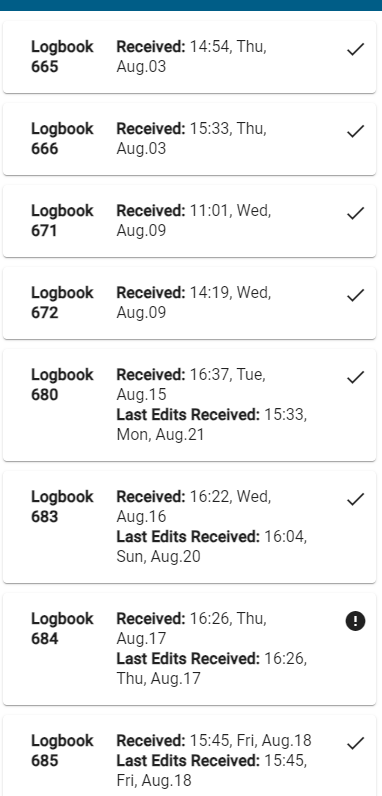 Logbook Received: 14:54, Thu,
665 Aug.03
Logbook Received: 15:33, Thu,
666 Aug.03
Logbook Received: 11:01, Wed,
671 Aug.09
Logbook Received: 14:19, Wed,
672 Aug.09
Logbook Received: 16:37, Tue,
680 Aug.15
Last Edits Received: 15:33,
Mon, Aug.21
Logbook Received: 16:22, Wed,
683 Aug.16
Last Edits Received: 16:04,
Sun, Aug.20
Logbook Received: 16:26, Thu,
684 Aug.17
Last Edits Received: 16:26,
Thu, Aug.17
Logbook Received: 15:45, Fri, Aug.18
685 Last Edits Received: 15:45,
Fri, Aug.18